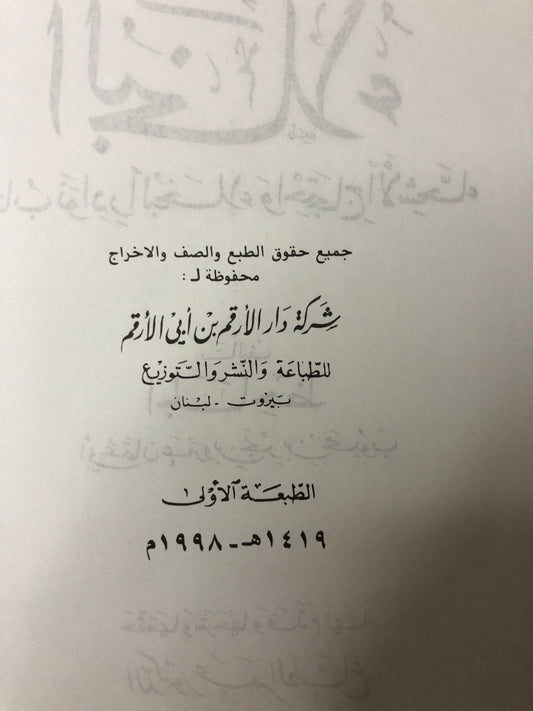 جميع حقوق الطبع والصف والاخراج
محفوظة لـ :
شركة دار الأرقم بن أبي الأرقم
للطباعة والنشر والتوزيع
بيروت - لبنان
الطبعة الأولى
١٤١٩هـ - ١٩٩٨م